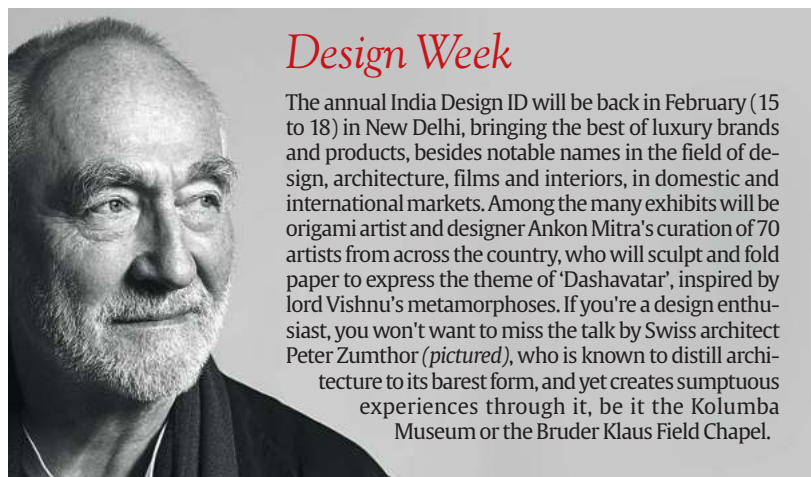 Design Week
The annual India Design ID will be back in February (15
to 18) in New Delhi, bringing the best of luxury brands
and products, besides notable names in the field of de-
sign, architecture, films and interiors, in domestic and
international markets. Among the many exhibits will be
origami artist and designer Ankon Mitra's curation of 70
artists from across the country, who will sculpt and fold
paper to express the theme of ‘Dashavatar’, inspired by
lord Vishnu’s metamorphoses. If you're a design enthu-
siast, you won't want to miss the talk by Swiss architect
Peter Zumthor (pictured), who is known to distill archi-
tecture to its barest form, and yet creates sumptuous
experiences through it, be it the Kolumba
Museum or the Bruder Klaus Field Chapel.